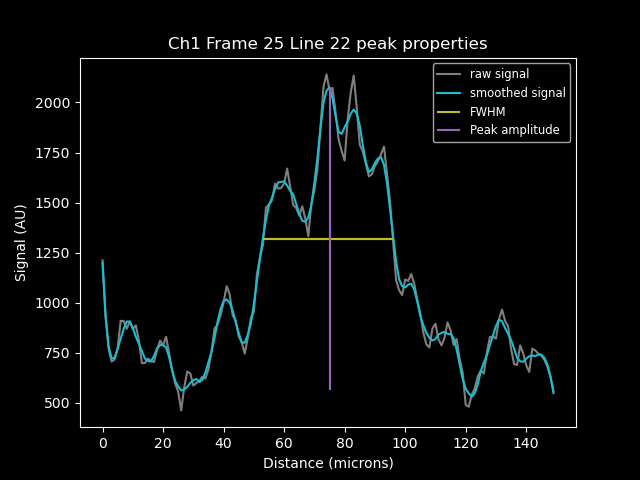 Ch1 Frame 25 Line 22 peak properties
raw signal
smoothed signal
FWHM
Peak amplitude
Signal (AU)
2000
1750
1500
1250
1000
750
500
0 20 40 60 80 100 120 140
Distance (microns)